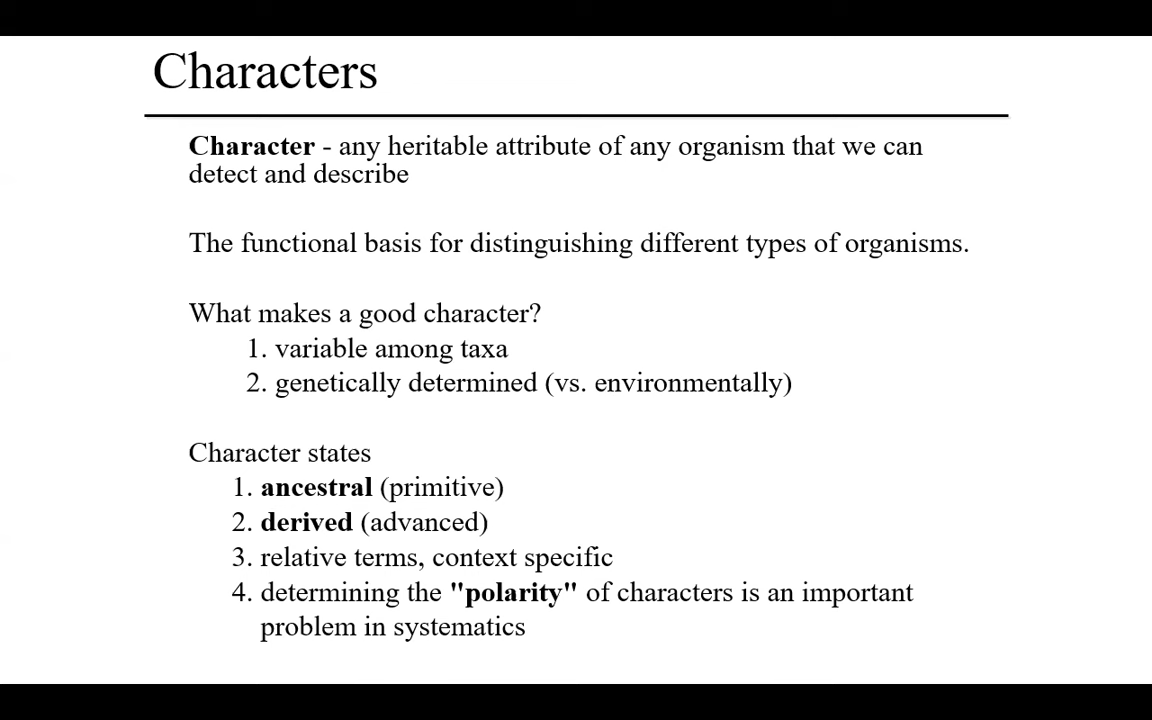 Characters
Character - any heritable attribute of any organism that we can
detect and describe
The functional basis for distinguishing different types of organisms.
What makes a good character?
1. variable among taxa
2. genetically determined (vs. environmentally)
Character states
1. ancestral (primitive)
2. derived (advanced)
3. relative terms, context specific
4. determining the "polarity" of characters is an important
problem in systematics